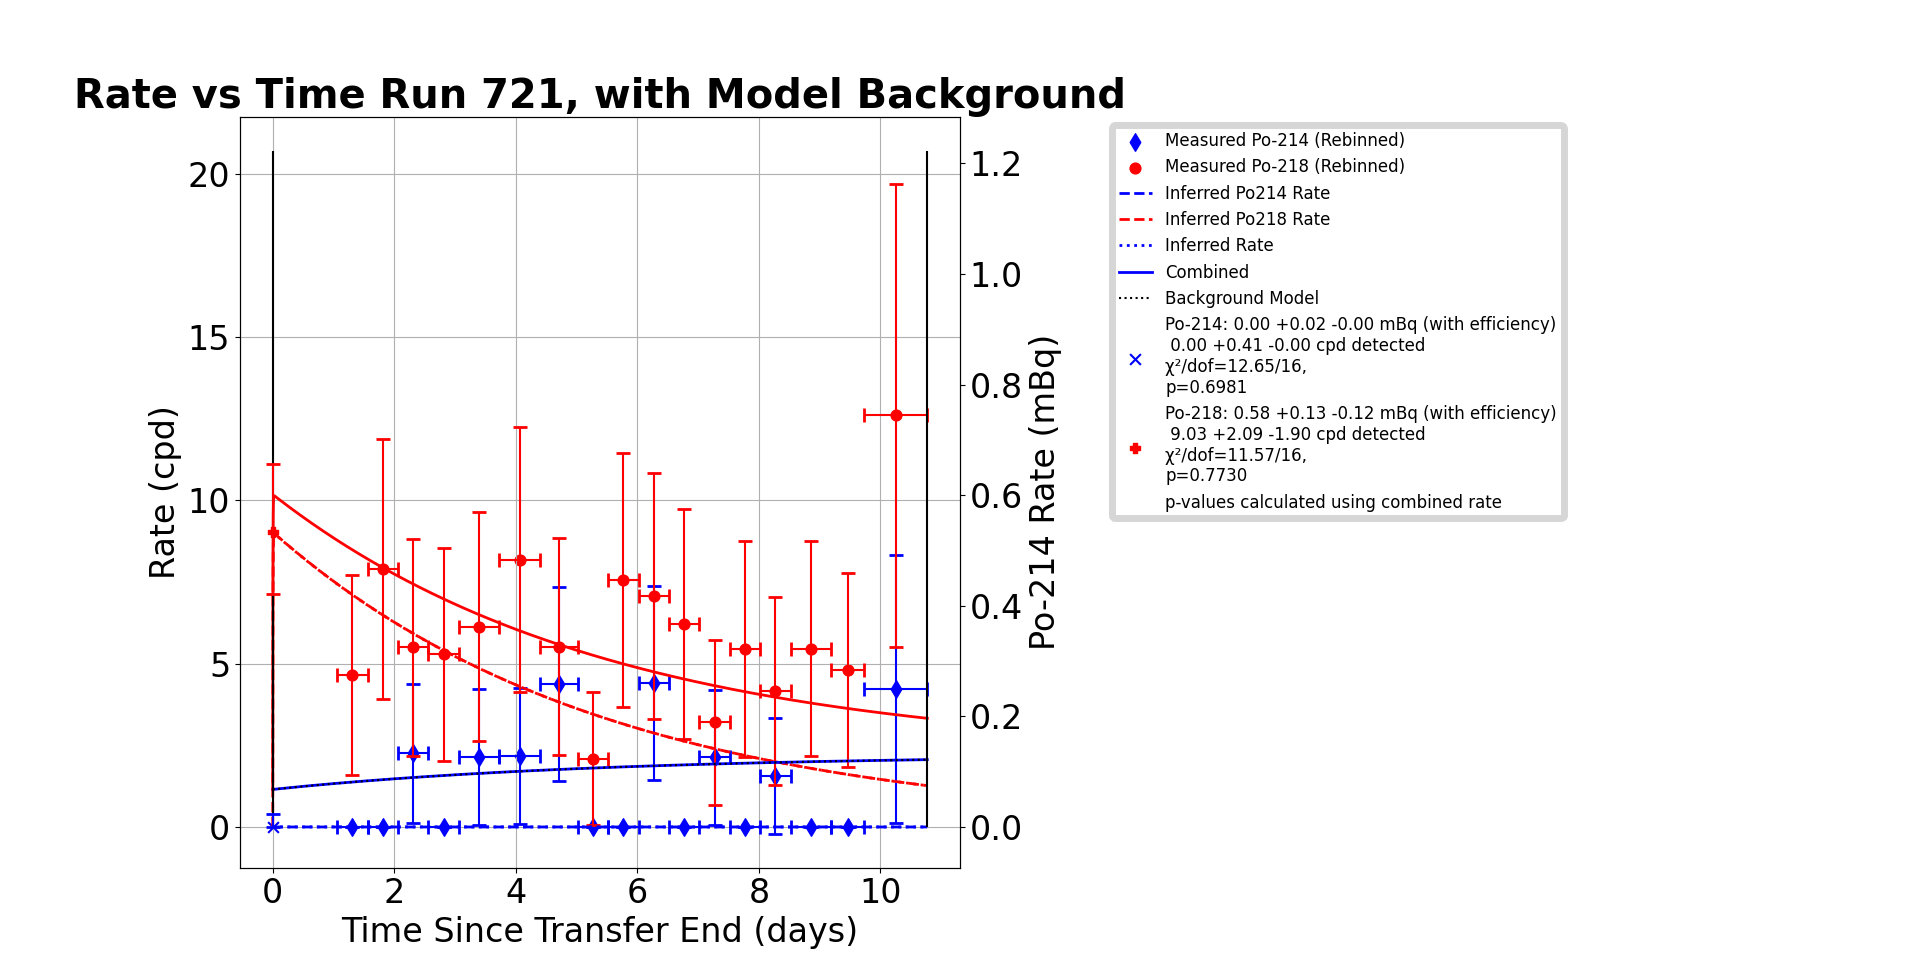 Rate vs Time Run 721, with Model Background
Rate (cpd)
20
15
10
5
0
0 2 4 6 8 10
Time Since Transfer End (days)
1.2
1.0
0.8
0.6
0.4
0.2
0.0
Po-214 Rate (mBq)
Measured Po-214 (Rebinned)
Measured Po-218 (Rebinned)
Inferred Po214 Rate
Inferred Po218 Rate
Inferred Rate
Combined
Background Model
Po-214: 0.00 +0.02 -0.00 mBq (with efficiency)
0.00 +0.41 -0.00 cpd detected
χ²/dof=12.65/16,
p=0.6981
Po-218: 0.58 +0.13 -0.12 mBq (with efficiency)
9.03 +2.09 -1.90 cpd detected
χ²/dof=11.57/16,
p=0.7730
p-values calculated using combined rate